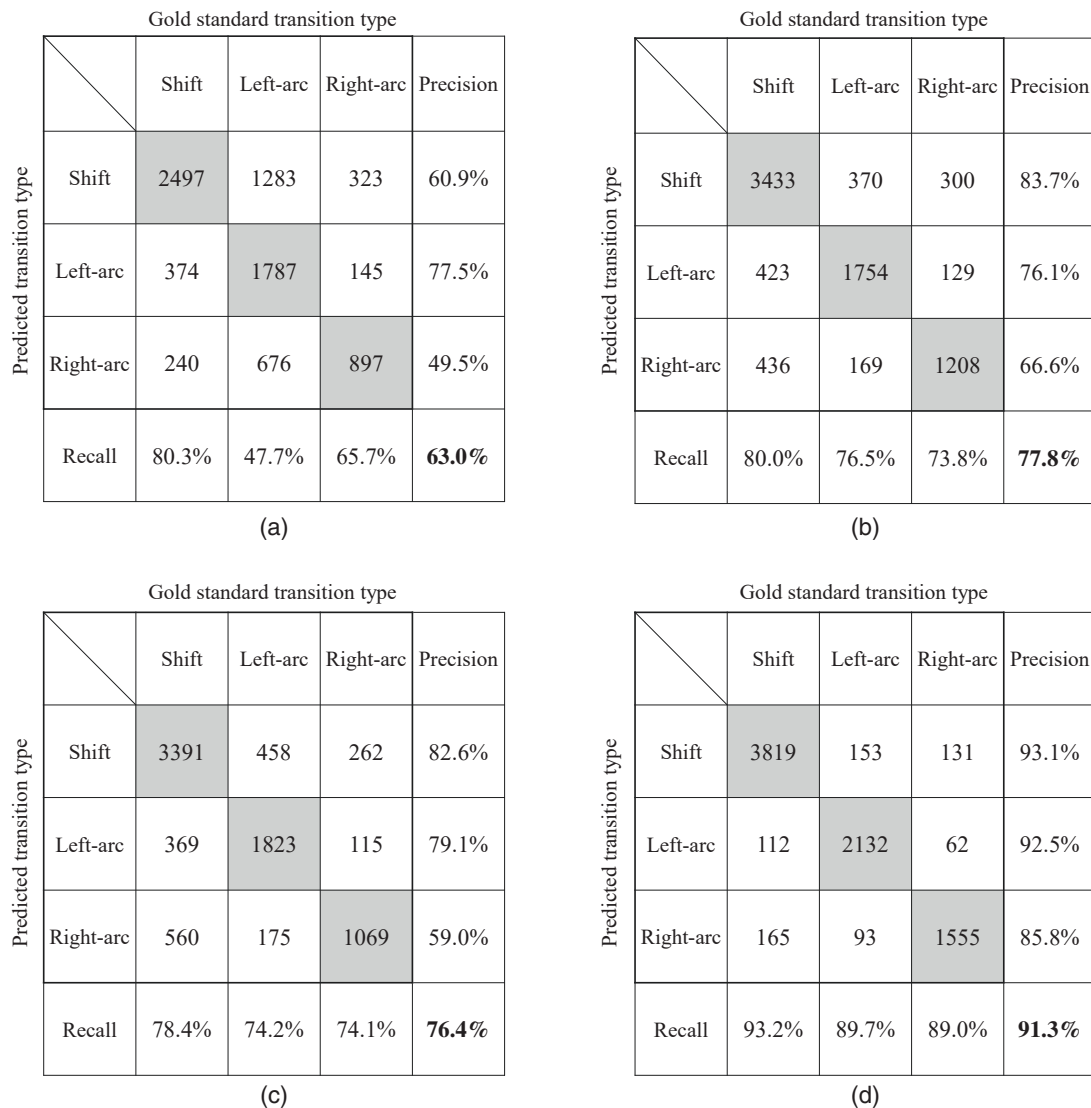 Gold standard transition type
Shift Left-arc Right-arc Precision
Predicted transition type
Shift 2497 1283 323 60.9%
Left-arc 374 1787 145 77.5%
Right-arc 240 676 897 49.5%
Recall 80.3% 47.7% 65.7% 63.0%
(a)
Gold standard transition type
Shift Left-arc Right-arc Precision
Predicted transition type
Shift 3433 370 300 83.7%
Left-arc 423 1754 129 76.1%
Right-arc 436 169 1208 66.6%
Recall 80.0% 76.5% 73.8% 77.8%
(b)
Gold standard transition type
Shift Left-arc Right-arc Precision
Predicted transition type
Shift 3391 458 262 82.6%
Left-arc 369 1823 115 79.1%
Right-arc 560 175 1069 59.0%
Recall 78.4% 74.2% 74.1% 76.4%
(c)
Gold standard transition type
Shift Left-arc Right-arc Precision
Predicted transition type
Shift 3819 153 131 93.1%
Left-arc 112 2132 62 92.5%
Right-arc 165 93 1555 85.8%
Recall 93.2% 89.7% 89.0% 91.3%
(d)